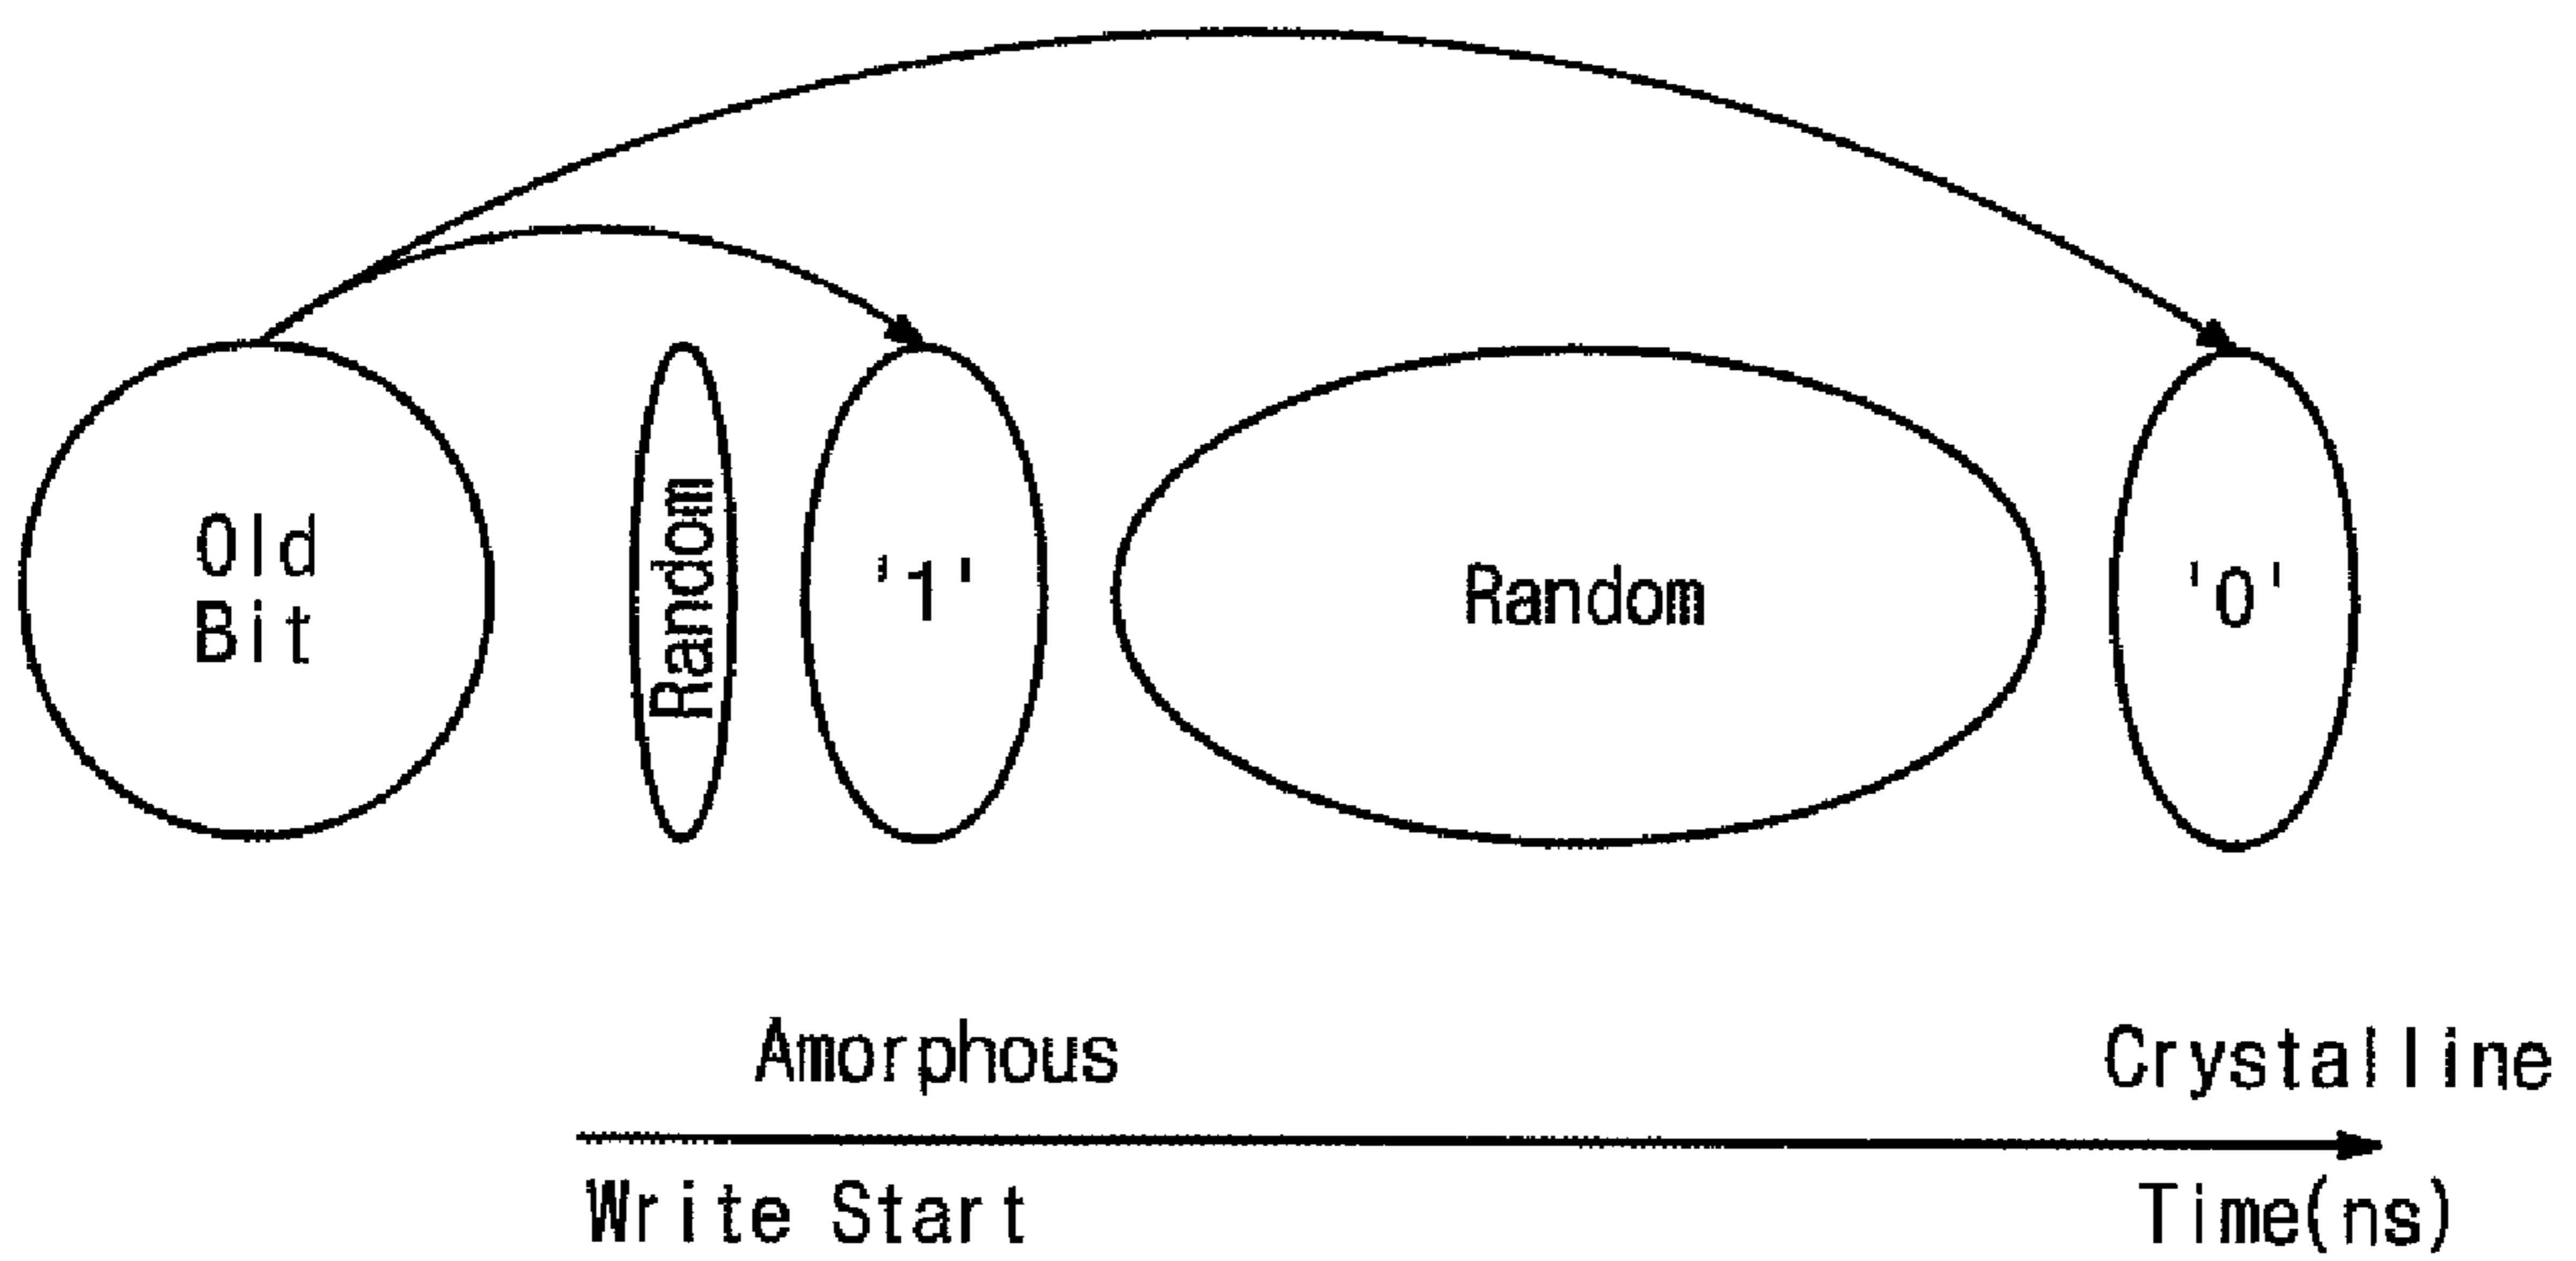 Old
Bit
Random
'1'
Random
'0'
Amorphous
Crystalline
Write Start
Time(ns)